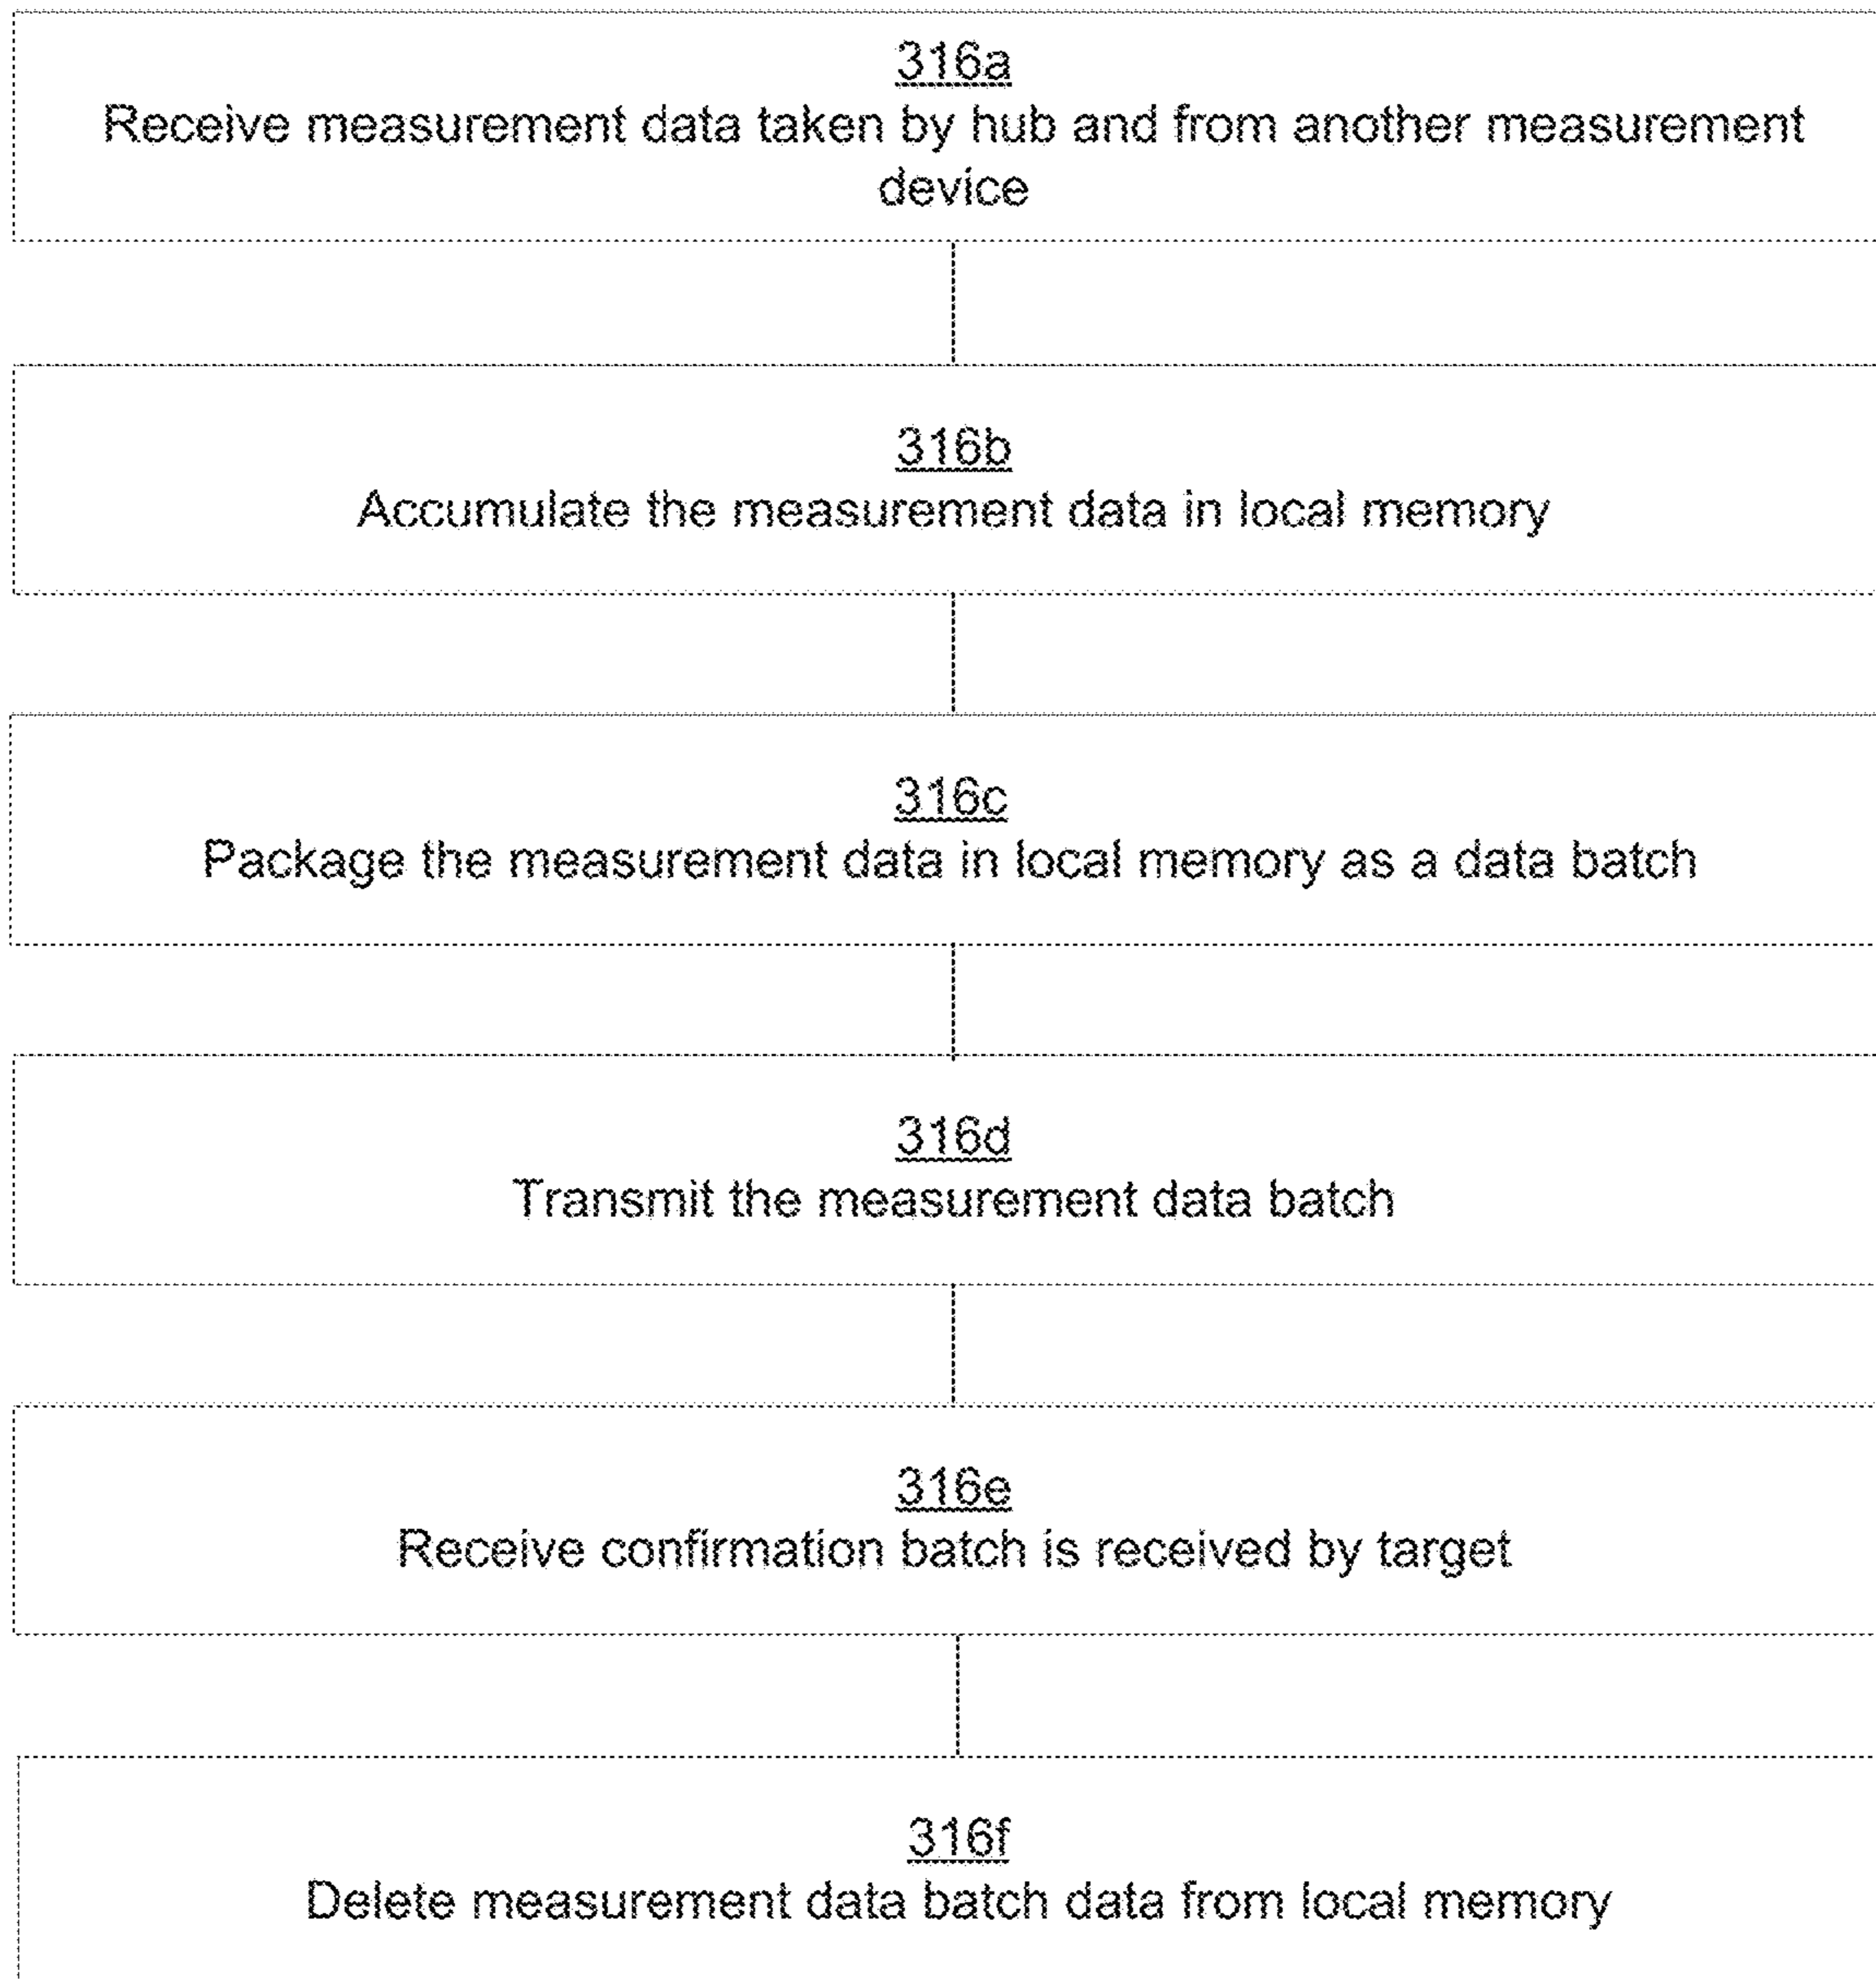 316a
Receive measurement data taken by hub and from another measurement
device
316b
Accumulate the measurement data in local memory
316c
Package the measurement data in local memory as a data batch
316d
Transmit the measurement data batch
316e
Receive confirmation batch is received by target
316f
Delete measurement data batch data from local memory